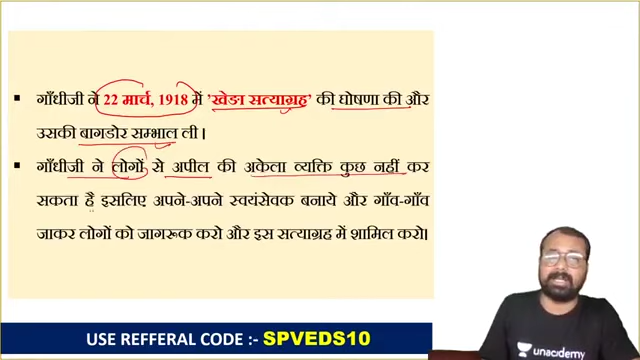 ▪ गाँधीजी ने 22 मार्च, 1918 में 'खेडा सत्याग्रह' की घोषणा की और
उसकी बागडोर सम्भाल ली ।
▪ गाँधीजी ने लोगों से अपील की अकेला व्यक्ति कुछ नहीं कर
सकता है इसलिए अपने-अपने स्वयंसेवक बनाये और गाँव-गाँव
जाकर लोगों को जागरूक करो और इस सत्याग्रह में शामिल करो।
unacademy
USE REFFERAL CODE :- SPVEDS10